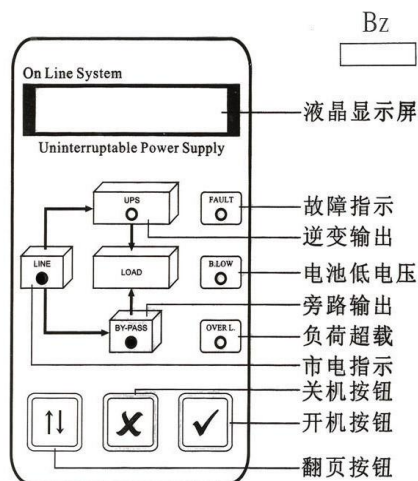 Bz
On Line System
液晶显示屏
Uninterruptable Power Supply
UPS
FAULT
故障指示
逆变输出
LINE
LOAD
B.LOW
电池低电压
旁路输出
BY-PASS
OVER L.
负荷超载
市电指示
关机按钮
开机按钮
翻页按钮